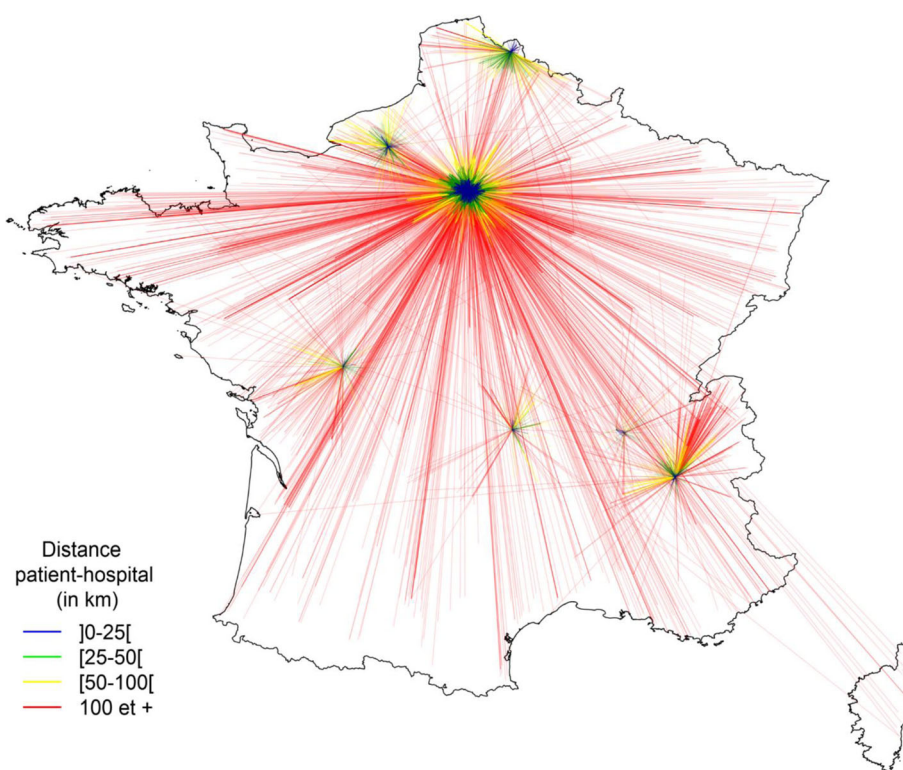 Distance
patient-hospital
(in km)
]0-25[
[25-50[
[50-100[
100 et +